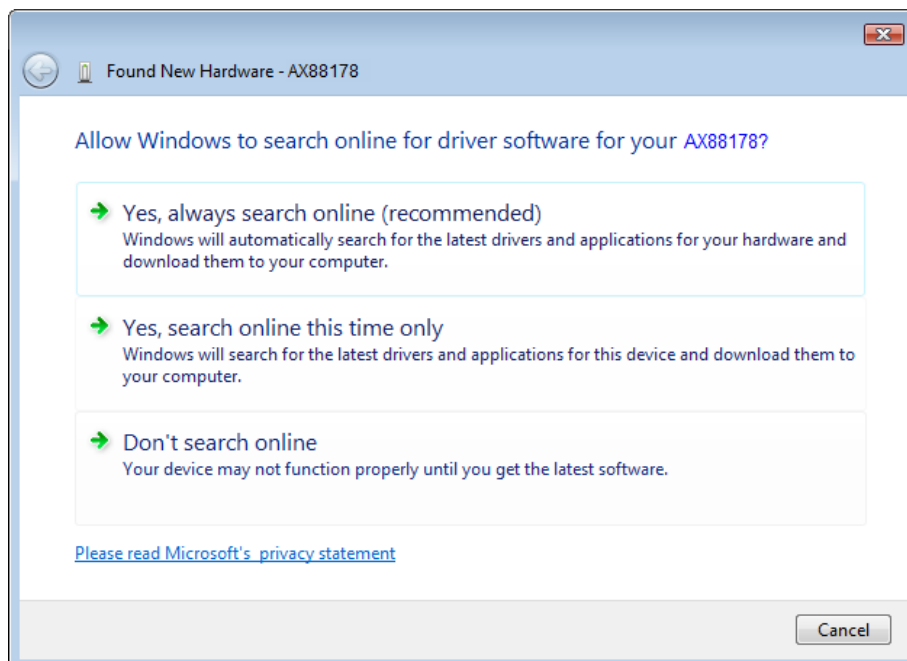 Found New Hardware - AX88178
Allow Windows to search online for driver software for your AX88178?
Yes, always search online (recommended)
Windows will automatically search for the latest drivers and applications for your hardware and
download them to your computer.
Yes, search online this time only
Windows will search for the latest drivers and applications for this device and download them to
your computer.
Don't search online
Your device may not function properly until you get the latest software.
Please read Microsoft's  privacy statement
Cancel